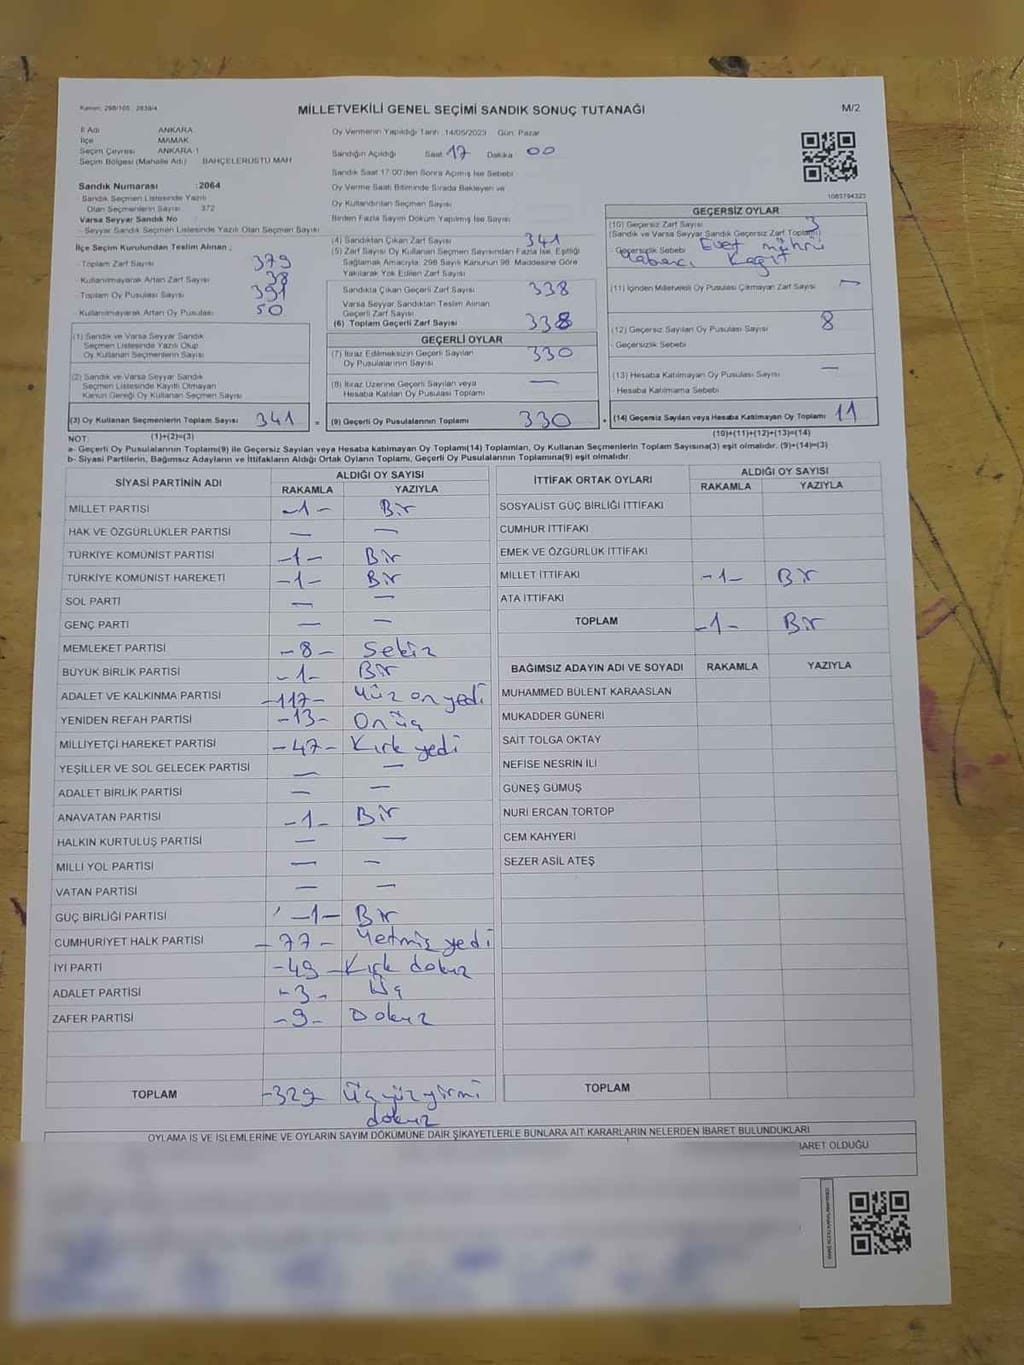 Kanun: 298/105 , 2839/4
MİLLETVEKİLİ GENEL SEÇİMİ SANDIK SONUÇ TUTANAĞI
M/2
İl Adı ANKARA
İlçe MAMAK
Seçim Çevresi ANKARA 1
Seçim Bölgesi (Mahalle Adı) BAHÇELERÜSTÜ MAH
Sandık Numarası : 2064
- Sandık Seçmen Listesinde Yazılı
Olan Seçmenlerin Sayısı 372
Varsa Seyyar Sandık No
- Seyyar Sandık Seçmen Listesinde Yazılı Olan Seçmen Sayısı
İlçe Seçim Kurulundan Teslim Alınan ;
- Toplam Zarf Sayısı 379
- Kullanılmayarak Artan Zarf Sayısı 38
- Toplam Oy Pusulası Sayısı 391
- Kullanılmayarak Artan Oy Pusulası 50
(1) Sandık ve Varsa Seyyar Sandık
Seçmen Listesinde Yazılı Olup
Oy Kullanan Seçmenlerin Sayısı
(2) Sandık ve Varsa Seyyar Sandık
Seçmen Listesinde Kayıtlı Olmayan
Kanun Gereği Oy Kullanan Seçmenlerin Sayısı
(3) Oy Kullanan Seçmenlerin Toplam Sayısı 341 =
Oy Vermenin Yapıldığı Tarih : 14/05/2023 Gün: Pazar
Sandığın Açıldığı Saat 17 Dakika 00
Sandık Saat 17:00'den Sonra Açılmış İse Sebebi
Oy Verme Saati Bitiminde Sırada Bekleyen ve
Oy Kullandırılan Seçmen Sayısı
Birden Fazla Sayım Döküm Yapılmış İse Sayısı
(4) Sandıktan Çıkan Zarf Sayısı 341
(5) Zarf Sayısı Oy Kullanan Seçmen Sayısından Fazla İse, Eşitliği
Sağlamak Amacıyla, 298 Sayılı Kanunun 98. Maddesine Göre
Yakılarak Yok Edilen Zarf Sayısı
Sandıkta Çıkan Geçerli Zarf Sayısı 338
Varsa Seyyar Sandıktan Teslim Alınan
Geçerli Zarf Sayısı
(6) Toplam Geçerli Zarf Sayısı 338
GEÇERLİ OYLAR
(7) İtiraz Edilmeksizin Geçerli Sayılan
Oy Pusulalarının Sayısı 330
(8) İtiraz Üzerine Geçerli Sayılan veya
Hesaba Katılan Oy Pusulası Sayısı —
(9) Geçerli Oy Pusulalarının Toplamı 330 +
1083794323
GEÇERSİZ OYLAR
(10) Geçersiz Zarf Sayısı 3
(Sandık ve Varsa Seyyar Sandık Geçersiz Zarf Toplamı)
- Geçersizlik Sebebi Evet mührü
Yabancı Kağıt
(11) İçinden Milletvekili Oy Pusulası Çıkmayan Zarf Sayısı —
(12) Geçersiz Sayılan Oy Pusulası Sayısı 8
- Geçersizlik Sebebi
(13) Hesaba Katılmayan Oy Pusulası Sayısı —
- Hesaba Katılmama Sebebi
(14) Geçersiz Sayılan veya Hesaba Katılmayan Oy Toplamı 11
NOT: (1)+(2)=(3) (10)+(11)+(12)+(13)=(14)
a- Geçerli Oy Pusulalarının Toplamı(9) ile Geçersiz Sayılan veya Hesaba katılmayan Oy Toplamı(14) Toplamları, Oy Kullanan Seçmenlerin Toplam Sayısına(3) eşit olmalıdır. (9)+(14)=(3)
b- Siyasi Partilerin, Bağımsız Adayların ve İttifakların Aldığı Ortak Oyların Toplamı, Geçerli Oy Pusulalarının Toplamına(9) eşit olmalıdır.
SİYASİ PARTİNİN ADI ALDIĞI OY SAYISI
RAKAMLA YAZIYLA
MİLLET PARTİSİ -1- Bir
HAK VE ÖZGÜRLÜKLER PARTİSİ — —
TÜRKİYE KOMÜNİST PARTİSİ -1- Bir
TÜRKİYE KOMÜNİST HAREKETİ -1- Bir
SOL PARTİ — —
GENÇ PARTİ — —
MEMLEKET PARTİSİ -8- Sekiz
BÜYÜK BİRLİK PARTİSİ -1- Bir
ADALET VE KALKINMA PARTİSİ -117- Yüz on yedi
YENİDEN REFAH PARTİSİ -13- On üç
MİLLİYETÇİ HAREKET PARTİSİ -47- Kırk yedi
YEŞİLLER VE SOL GELECEK PARTİSİ — —
ADALET BİRLİK PARTİSİ — —
ANAVATAN PARTİSİ -1- Bir
HALKIN KURTULUŞ PARTİSİ — —
MİLLİ YOL PARTİSİ — —
VATAN PARTİSİ — —
GÜÇ BİRLİĞİ PARTİSİ -1- Bir
CUMHURİYET HALK PARTİSİ -77- Yetmiş yedi
İYİ PARTİ -49- Kırk dokuz
ADALET PARTİSİ -3- Üç
ZAFER PARTİSİ -9- Dokuz
TOPLAM -329 Üç yüz yirmi
dokuz
İTTİFAK ORTAK OYLARI ALDIĞI OY SAYISI
RAKAMLA YAZIYLA
SOSYALİST GÜÇ BİRLİĞİ İTTİFAKI
CUMHUR İTTİFAKI
EMEK VE ÖZGÜRLÜK İTTİFAKI
MİLLET İTTİFAKI -1- Bir
ATA İTTİFAKI
TOPLAM -1- Bir
BAĞIMSIZ ADAYIN ADI VE SOYADI RAKAMLA YAZIYLA
MUHAMMED BÜLENT KARAASLAN
MUKADDER GÜNERİ
SAİT TOLGA OKTAY
NEFİSE NESRİN İLİ
GÜNEŞ GÜMÜŞ
NURİ ERCAN TORTOP
CEM KAHYERİ
SEZER ASİL ATEŞ
TOPLAM
OYLAMA İŞ VE İŞLEMLERİNE VE OYLARIN SAYIM DÖKÜMÜNE DAİR ŞİKAYETLERLE BUNLARA AİT KARARLARIN NELERDEN İBARET BULUNDUKLARI
İBARET OLDUĞU